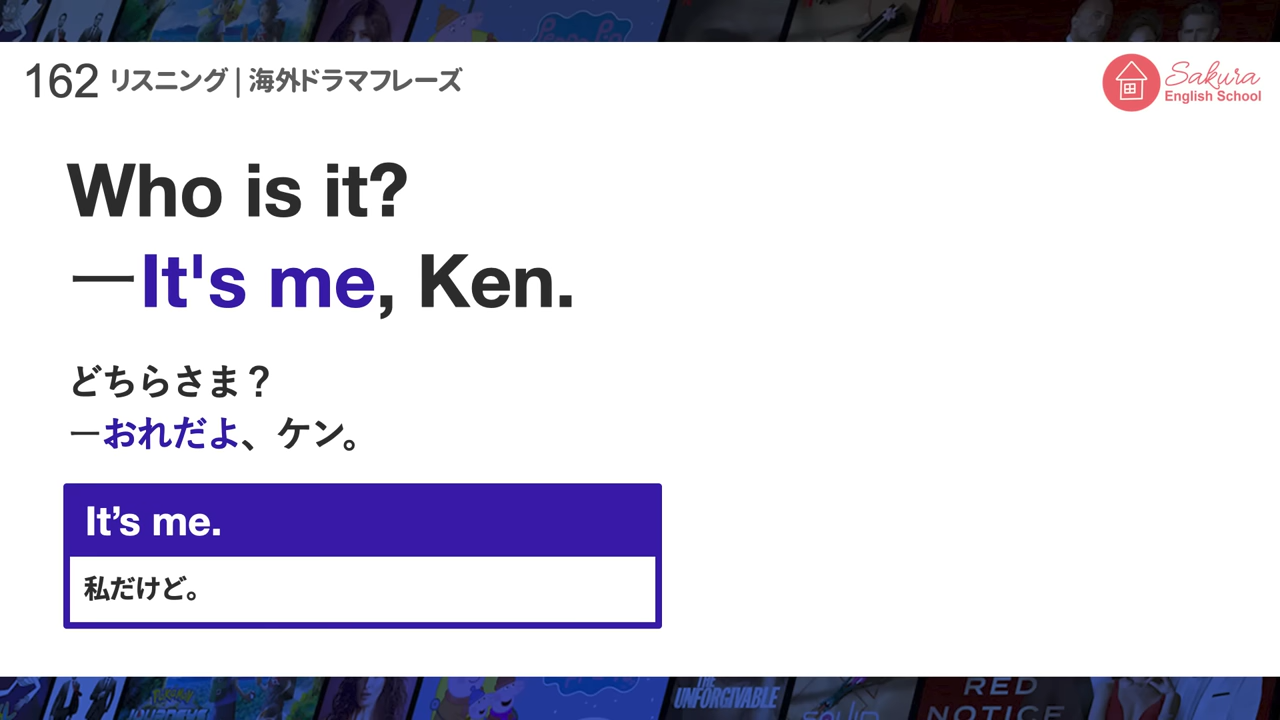 162 リスニング | 海外ドラマフレーズ
Sakura
English School
Who is it?
—It's me, Ken.
どちらさま？
—おれだよ、ケン。
It’s me.
私だけど。
POKÉMON
JOURNEYS
THE
UNFORGIVABLE
RED
NOTICE